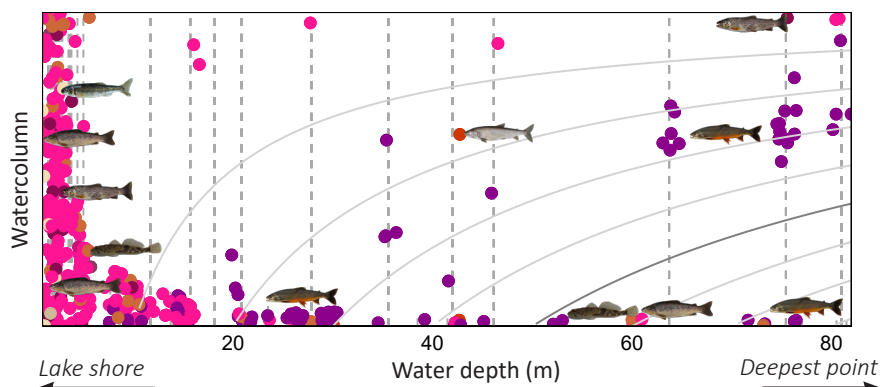 Watercolumn
20
40
60
80
Lake shore
Water depth (m)
Deepest point